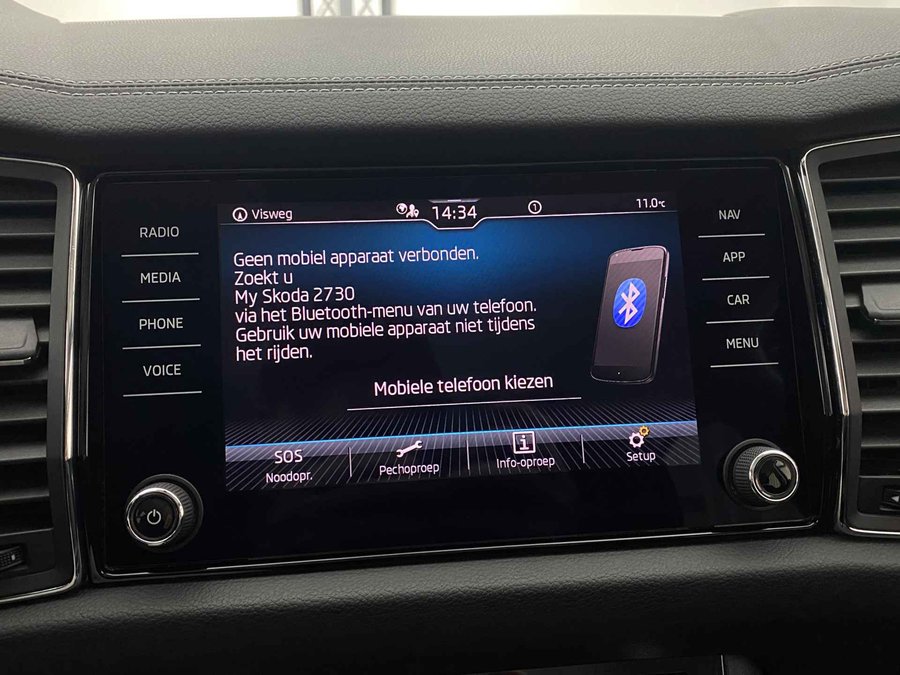 Visweg
14:34
1
11.0°C
RADIO
MEDIA
PHONE
VOICE
Geen mobiel apparaat verbonden.
Zoekt u
My Skoda 2730
via het Bluetooth-menu van uw telefoon.
Gebruik uw mobiele apparaat niet tijdens
het rijden.
Mobiele telefoon kiezen
SOS
Noodopr.
Pechoproep
Info-oproep
Setup
NAV
APP
CAR
MENU